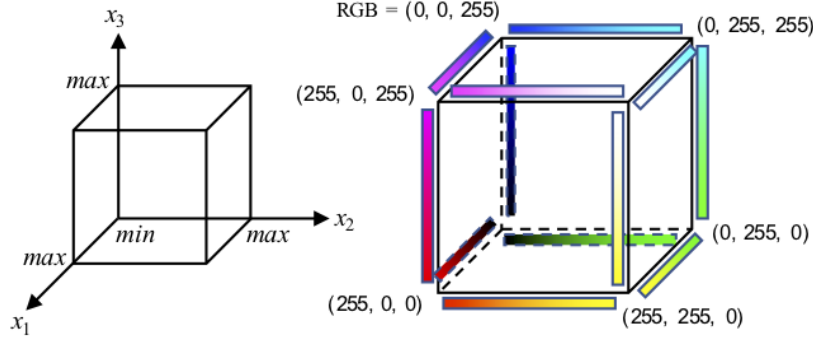 x3
max
max
min
max
x2
x1
RGB = (0, 0, 255)
(0, 255, 255)
(255, 0, 255)
(0, 255, 0)
(255, 0, 0)
(255, 255, 0)